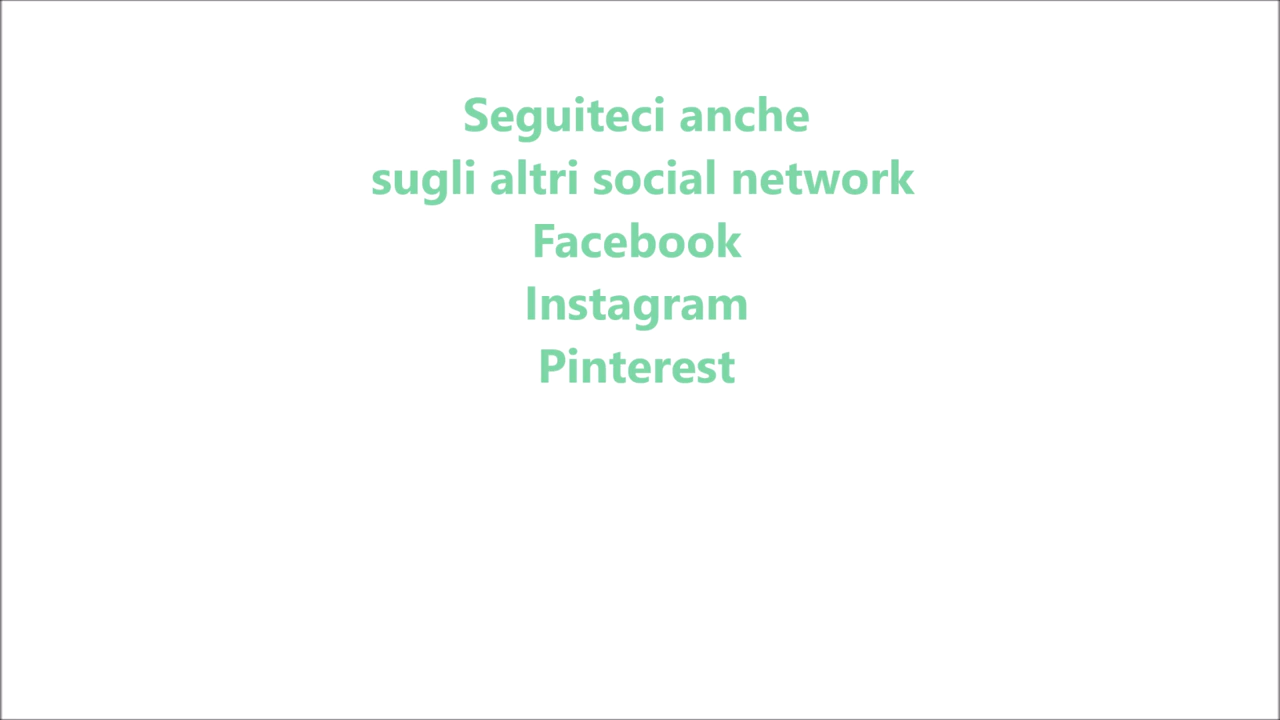 Seguiteci anche
sugli altri social network
Facebook
Instagram
Pinterest